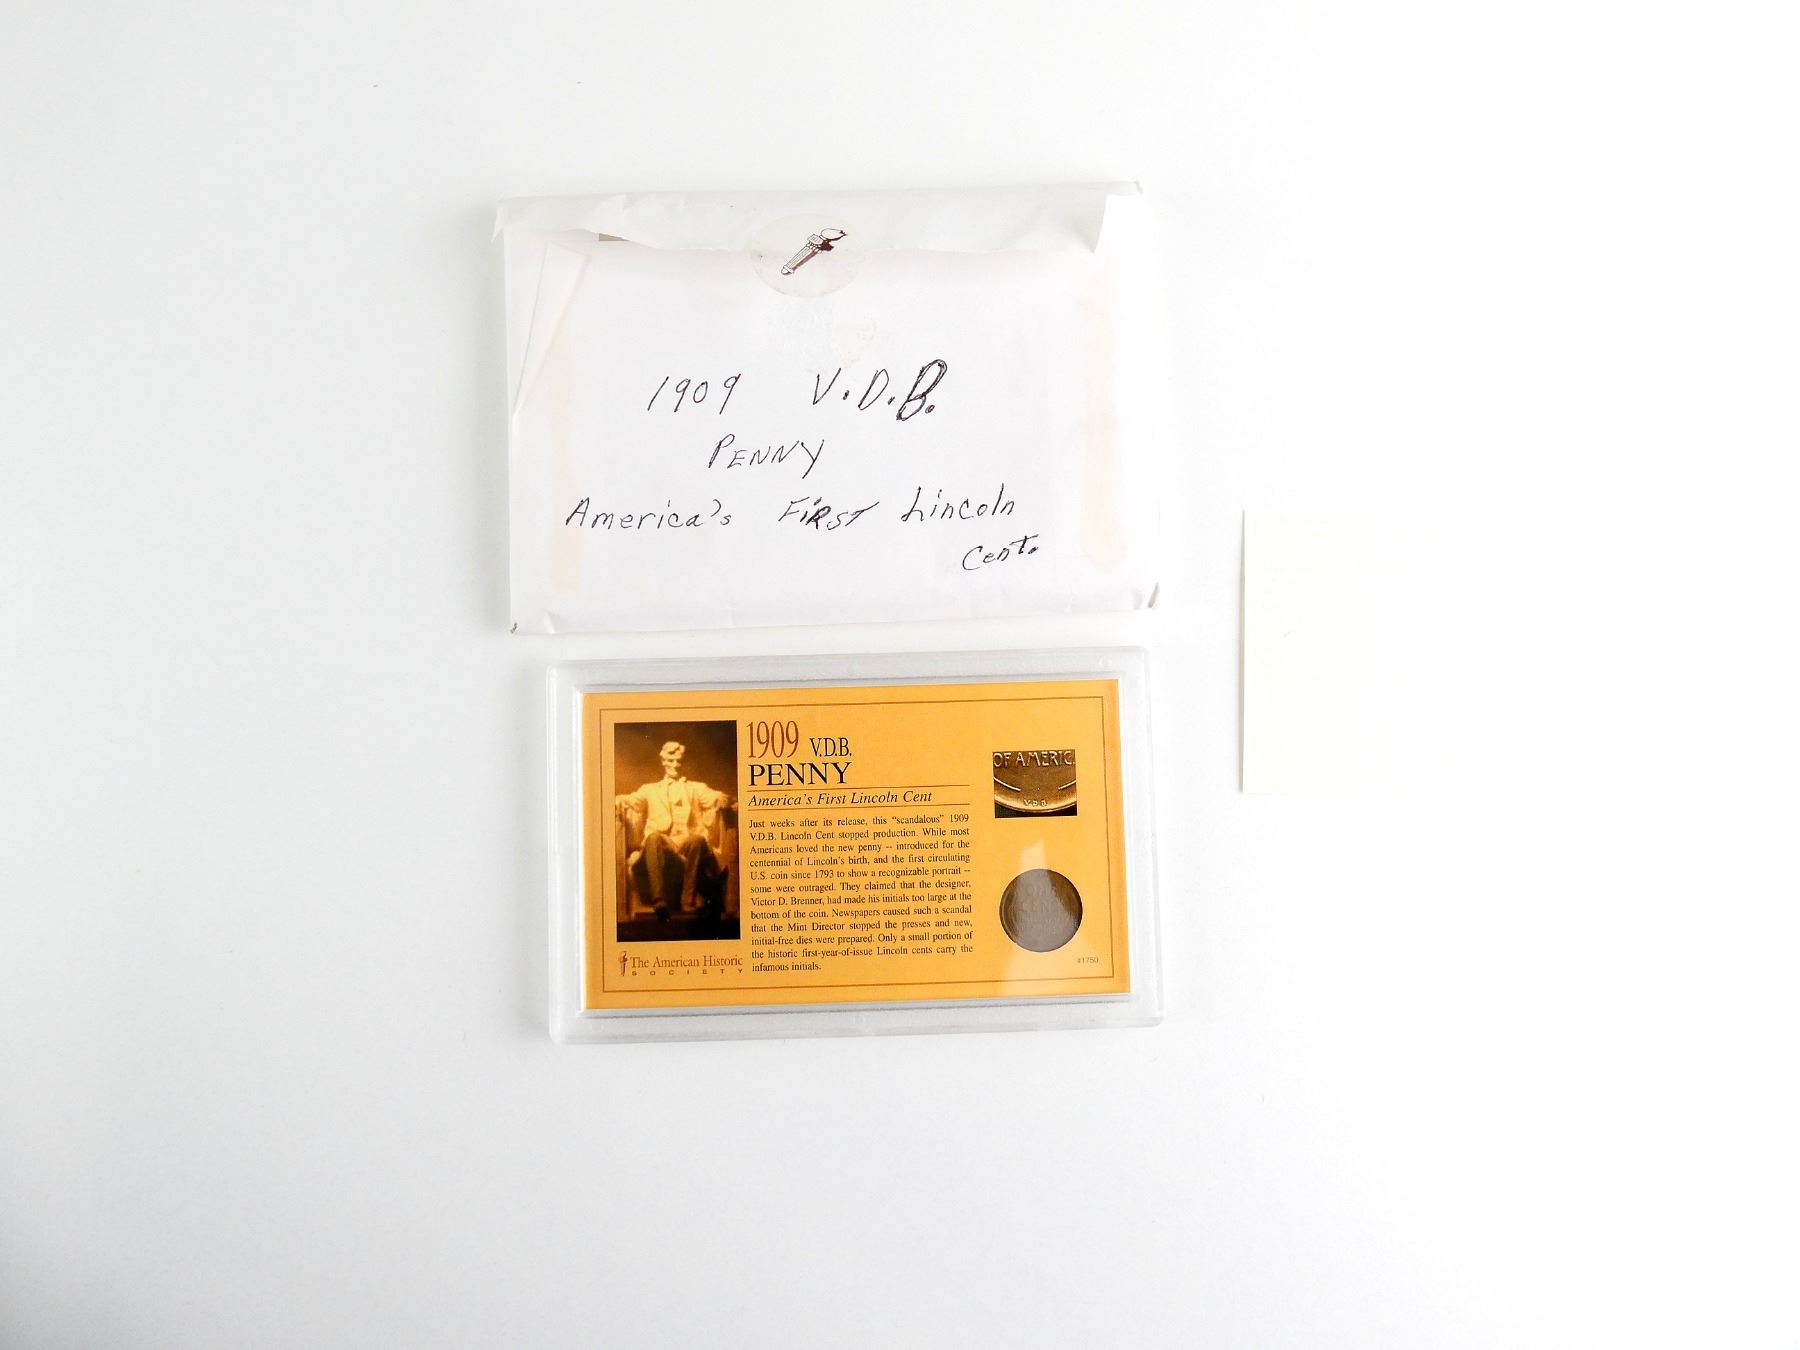 1909 V.D.B.
PENNY
America's FIRST Lincoln
Cent.
1909 V.D.B.
PENNY
America's First Lincoln Cent
Just weeks after its release, this "scandalous" 1909
V.D.B. Lincoln Cent stopped production. While most
Americans loved the new penny -- introduced for the
centennial of Lincoln's birth, and the first circulating
U.S. coin since 1793 to show a recognizable portrait --
some were outraged. They claimed that the designer,
Victor D. Brenner, had made his initials too large at the
bottom of the coin. Newspapers caused such a scandal
that the Mint Director stopped the presses and new,
initial-free dies were prepared. Only a small portion of
the historic first-year-of-issue Lincoln cents carry the
infamous initials.
The American Historic
SOCIETY
OF AMERIC
V.D.B
ONE
CENT
#1750